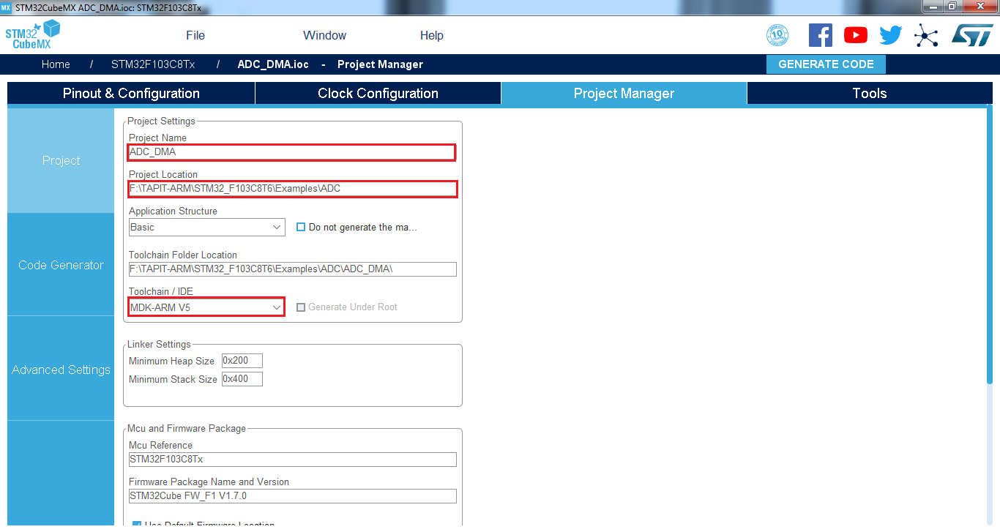 MX STM32CubeMX ADC_DMA.ioc: STM32F103C8Tx
STM32
CubeMX
File Window Help
10
ST
Home / STM32F103C8Tx / ADC_DMA.ioc - Project Manager GENERATE CODE
Pinout & Configuration Clock Configuration Project Manager Tools
Project
Code Generator
Advanced Settings
Project Settings
Project Name
ADC_DMA
Project Location
F:\TAPIT-ARM\STM32_F103C8T6\Examples\ADC
Application Structure
Basic Do not generate the ma...
Toolchain Folder Location
F:\TAPIT-ARM\STM32_F103C8T6\Examples\ADC\ADC_DMA\
Toolchain / IDE
MDK-ARM V5 Generate Under Root
Linker Settings
Minimum Heap Size 0x200
Minimum Stack Size 0x400
Mcu and Firmware Package
Mcu Reference
STM32F103C8Tx
Firmware Package Name and Version
STM32Cube FW_F1 V1.7.0
Use Default Firmware Location